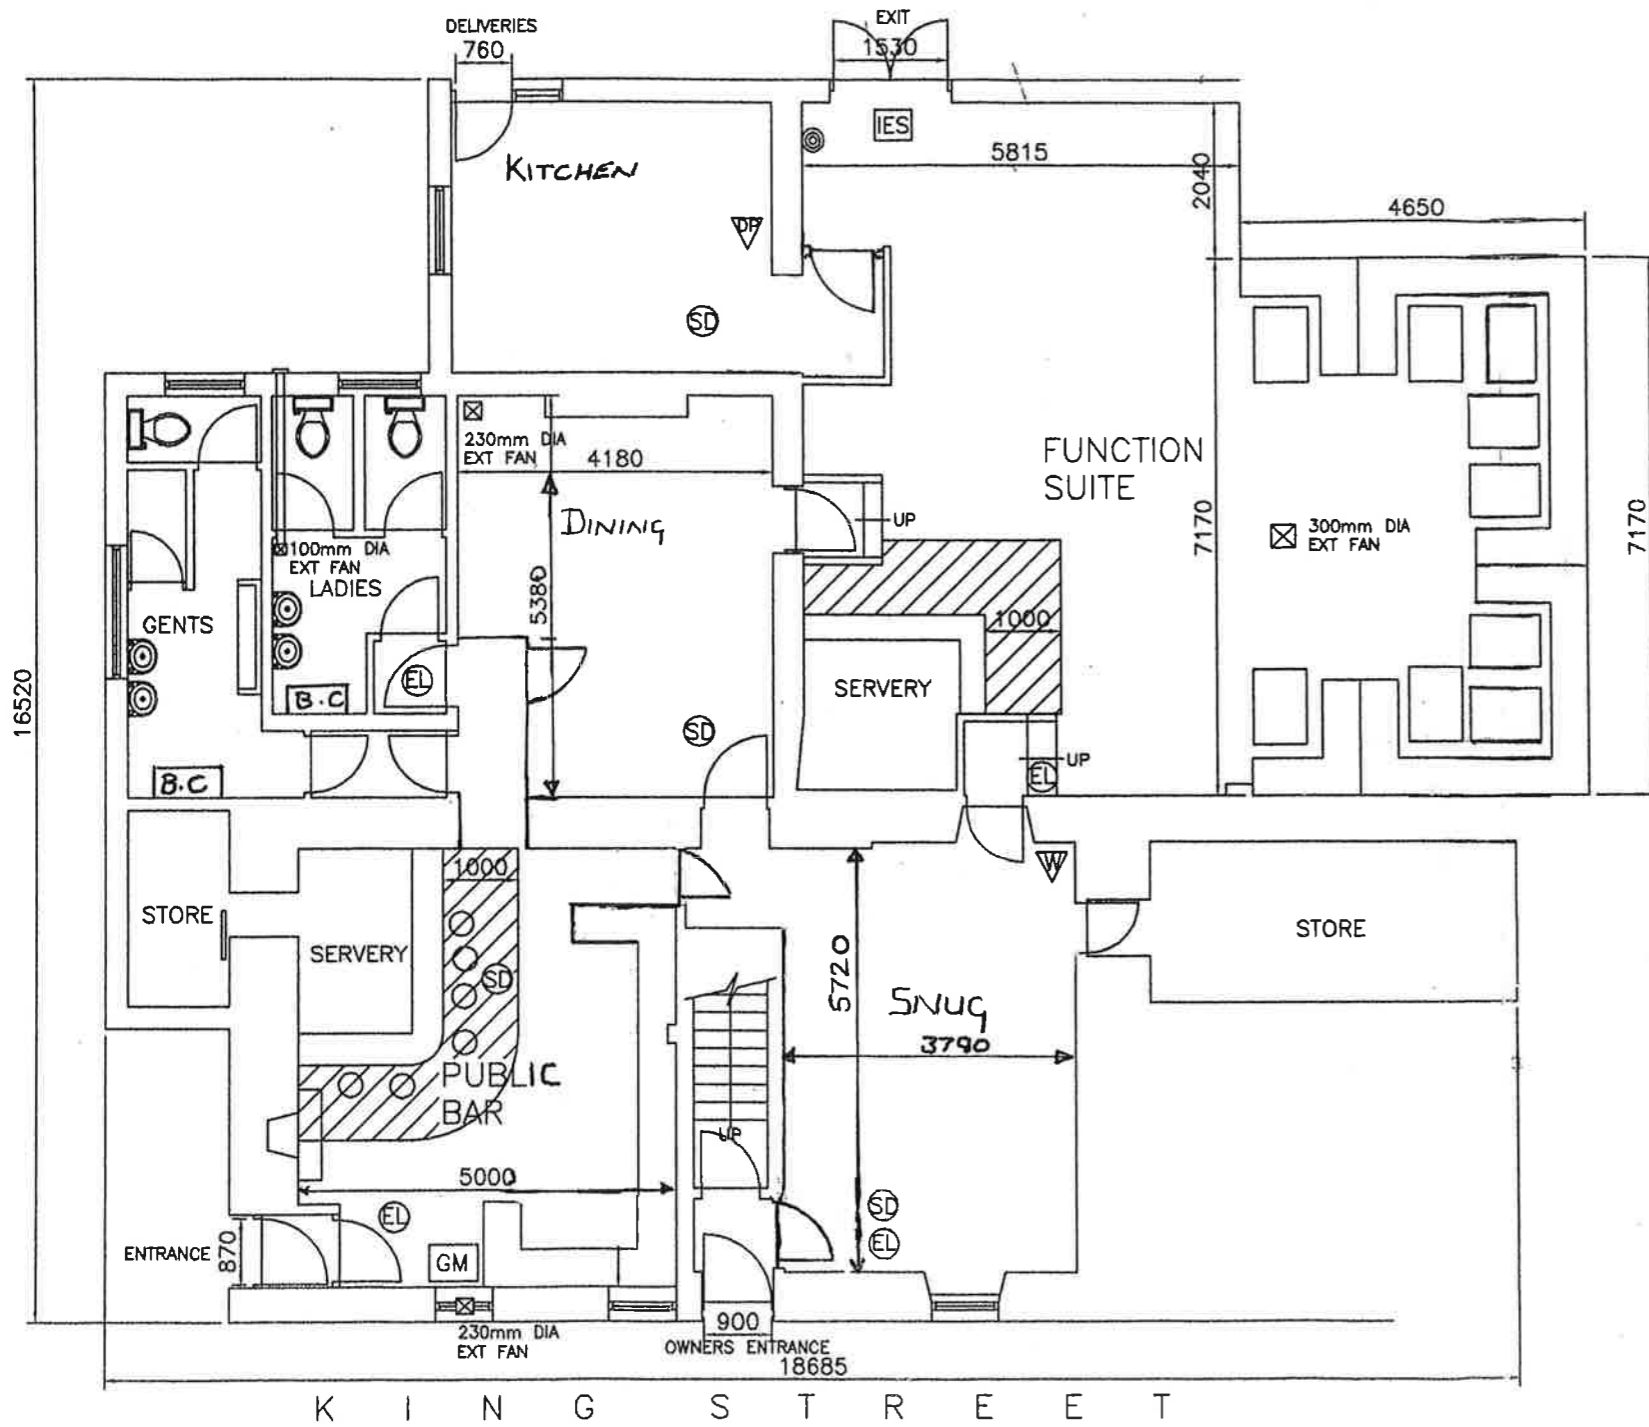 DELIVERIES
760
EXIT
1530
IES
5815
KITCHEN
2040
4650
DP
SD
230mm DIA
EXT FAN
4180
FUNCTION
SUITE
UP
DINING
300mm DIA
EXT FAN
7170
7170
100mm DIA
EXT FAN
LADIES
5380
1000
GENTS
EL
SERVERY
B.C
16520
SD
UP
EL
B.C
1000
W
STORE
SERVERY
SD
5720
SNUG
3790
STORE
PUBLIC
BAR
UP
5000
EL
SD
EL
ENTRANCE
870
GM
230mm DIA
EXT FAN
900
OWNERS ENTRANCE
18685
KING STREET